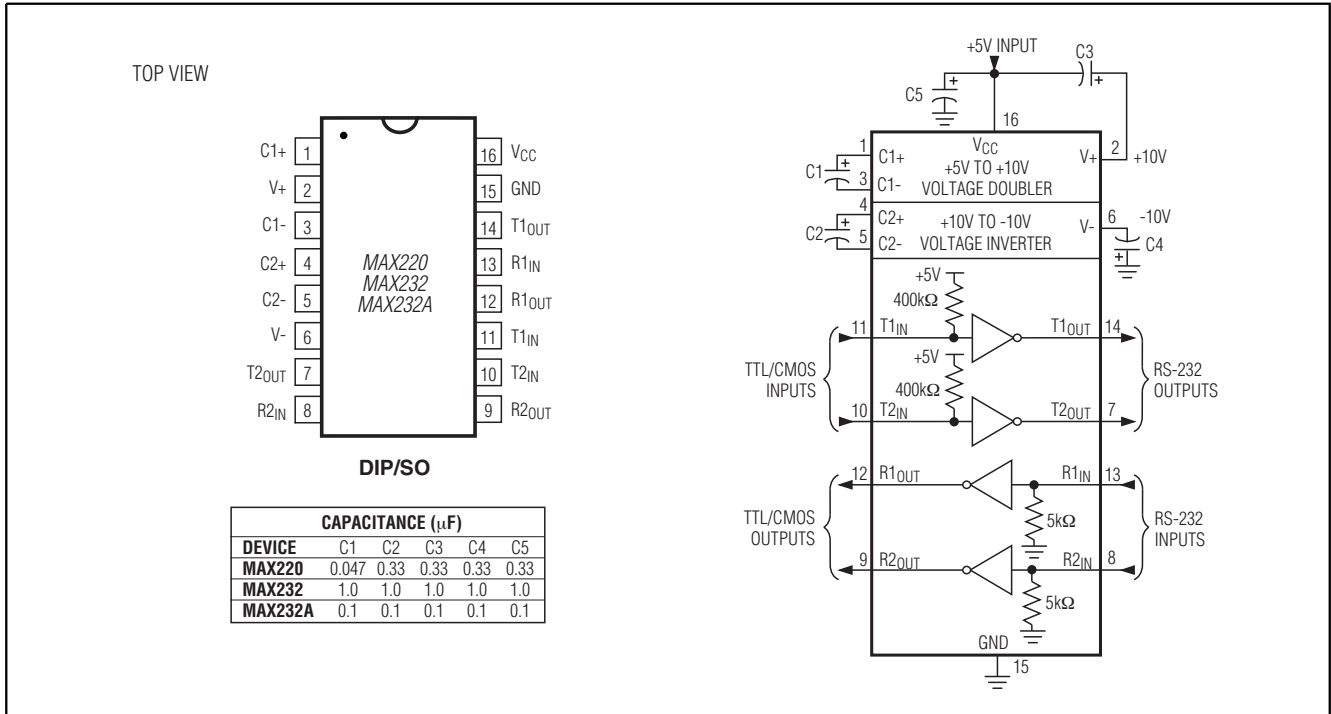 TOP VIEW
C1+ 1
V+ 2
C1- 3
C2+ 4
C2- 5
V- 6
T2OUT 7
R2IN 8
MAX220
MAX232
MAX232A
16 VCC
15 GND
14 T1OUT
13 R1IN
12 R1OUT
11 T1IN
10 T2IN
9 R2OUT
DIP/SO
CAPACITANCE (μF)
DEVICE C1 C2 C3 C4 C5
MAX220 0.047 0.33 0.33 0.33 0.33
MAX232 1.0 1.0 1.0 1.0 1.0
MAX232A 0.1 0.1 0.1 0.1 0.1
+5V INPUT
C3
+
C5
+
16
VCC
1
C1+
C1
+
3
C1-
+5V TO +10V
VOLTAGE DOUBLER
V+
2
+10V
4
C2+
C2
+
5
C2-
+10V TO -10V
VOLTAGE INVERTER
V-
6
-10V
C4
+
+5V
400kΩ
11 T1IN
T1OUT 14
+5V
400kΩ
TTL/CMOS
INPUTS
RS-232
OUTPUTS
10 T2IN
T2OUT 7
12 R1OUT
R1IN 13
5kΩ
TTL/CMOS
OUTPUTS
RS-232
INPUTS
9 R2OUT
R2IN 8
5kΩ
GND
15